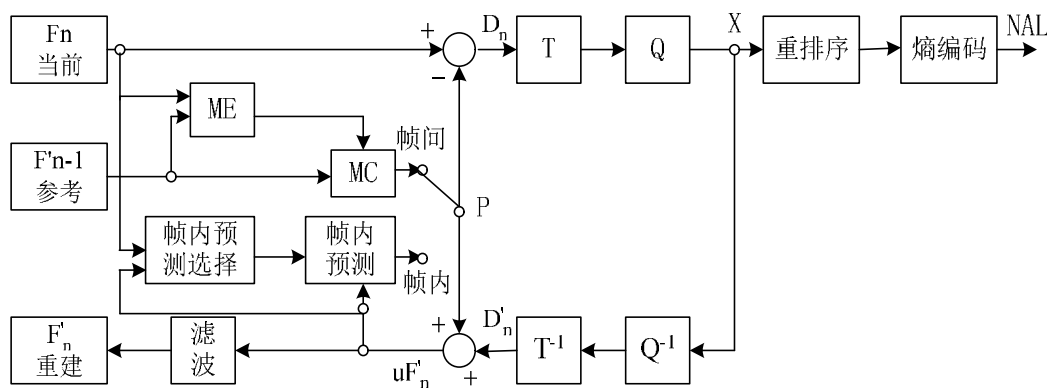 Fn
当前
+
−
Dn
T
Q
X
重排序
熵编码
NAL
ME
F'n-1
参考
MC
帧间
P
帧内预
测选择
帧内
预测
帧内
F'n
重建
滤
波
uF'n
+
+
D'n
T-1
Q-1